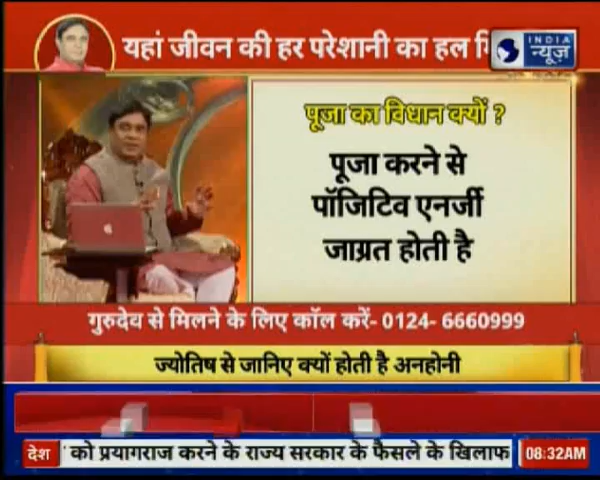 यहां जीवन की हर परेशानी का हल
INDIA
न्यूज़
पूजा का विधान क्यों ?
पूजा करने से
पॉजिटिव एनर्जी
जाग्रत होती है
गुरुदेव से मिलने के लिए कॉल करें- 0124- 6660999
ज्योतिष से जानिए क्यों होती है अनहोनी
देश
को प्रयागराज करने के राज्य सरकार के फैसले के खिलाफ
08:32AM